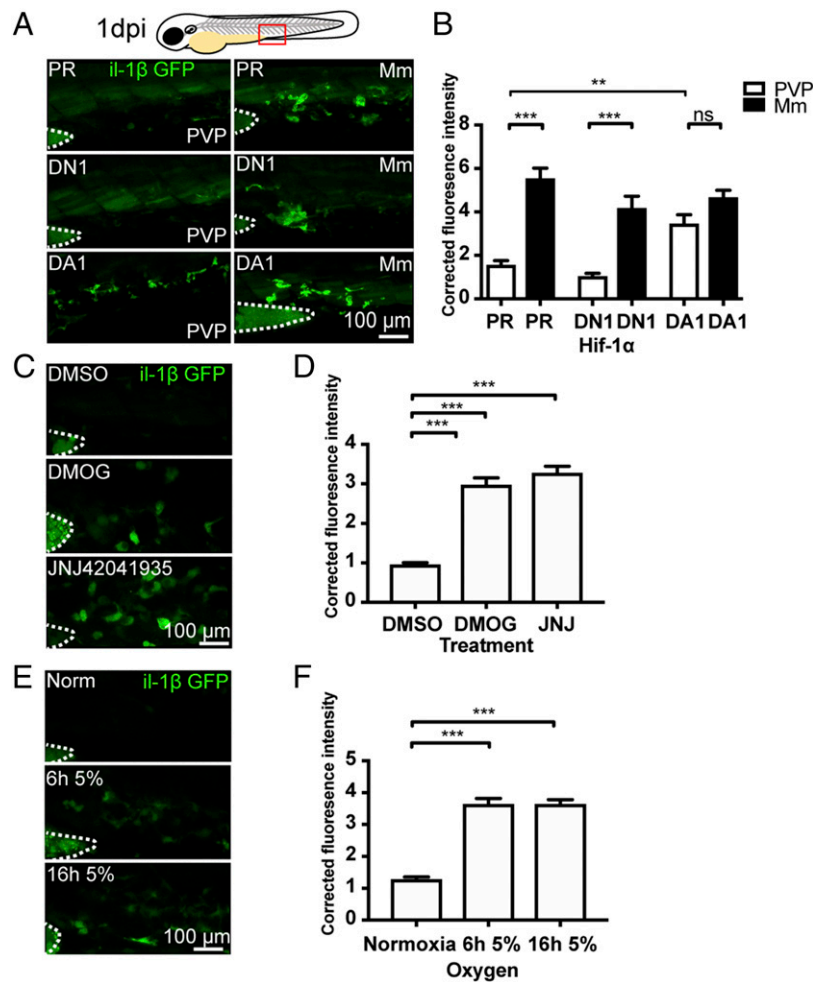 A
1dpi
PR il-1β GFP
PVP
PR Mm
DN1
PVP
DN1 Mm
DA1
PVP
DA1 Mm
100 µm
B
PVP
Mm
**
*** *** ns
Corrected fluoresence intensity
8
6
4
2
0
PR PR DN1 DN1 DA1 DA1
Hif-1α
C
DMSO il-1β GFP
DMOG
JNJ42041935
100 µm
D
***
***
***
Corrected fluoresence intensity
4
3
2
1
0
DMSO DMOG JNJ
Treatment
E
Norm il-1β GFP
6h 5%
16h 5%
100 µm
F
***
***
Corrected fluoresence intensity
5
4
3
2
1
0
Normoxia 6h 5% 16h 5%
Oxygen